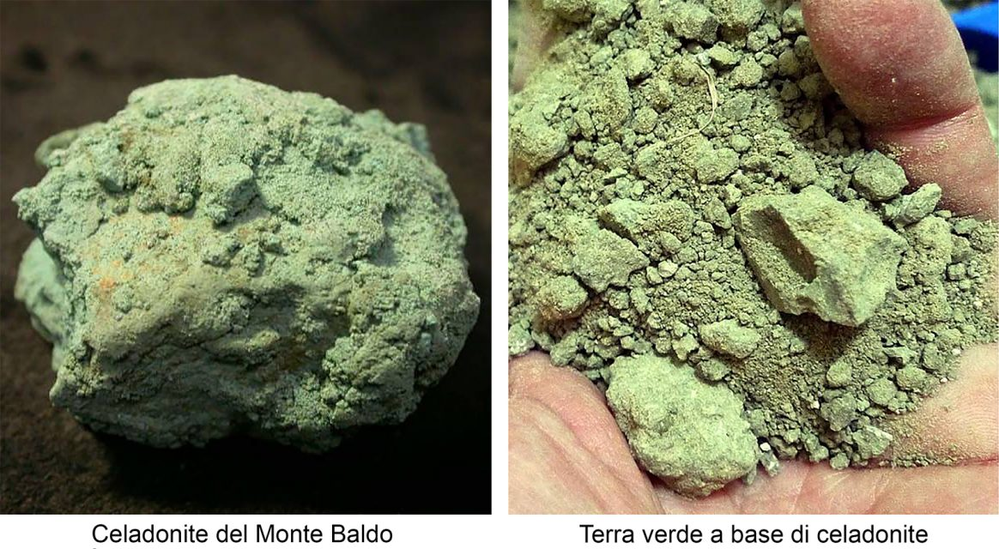 Celadonite del Monte Baldo
Terra verde a base di celadonite